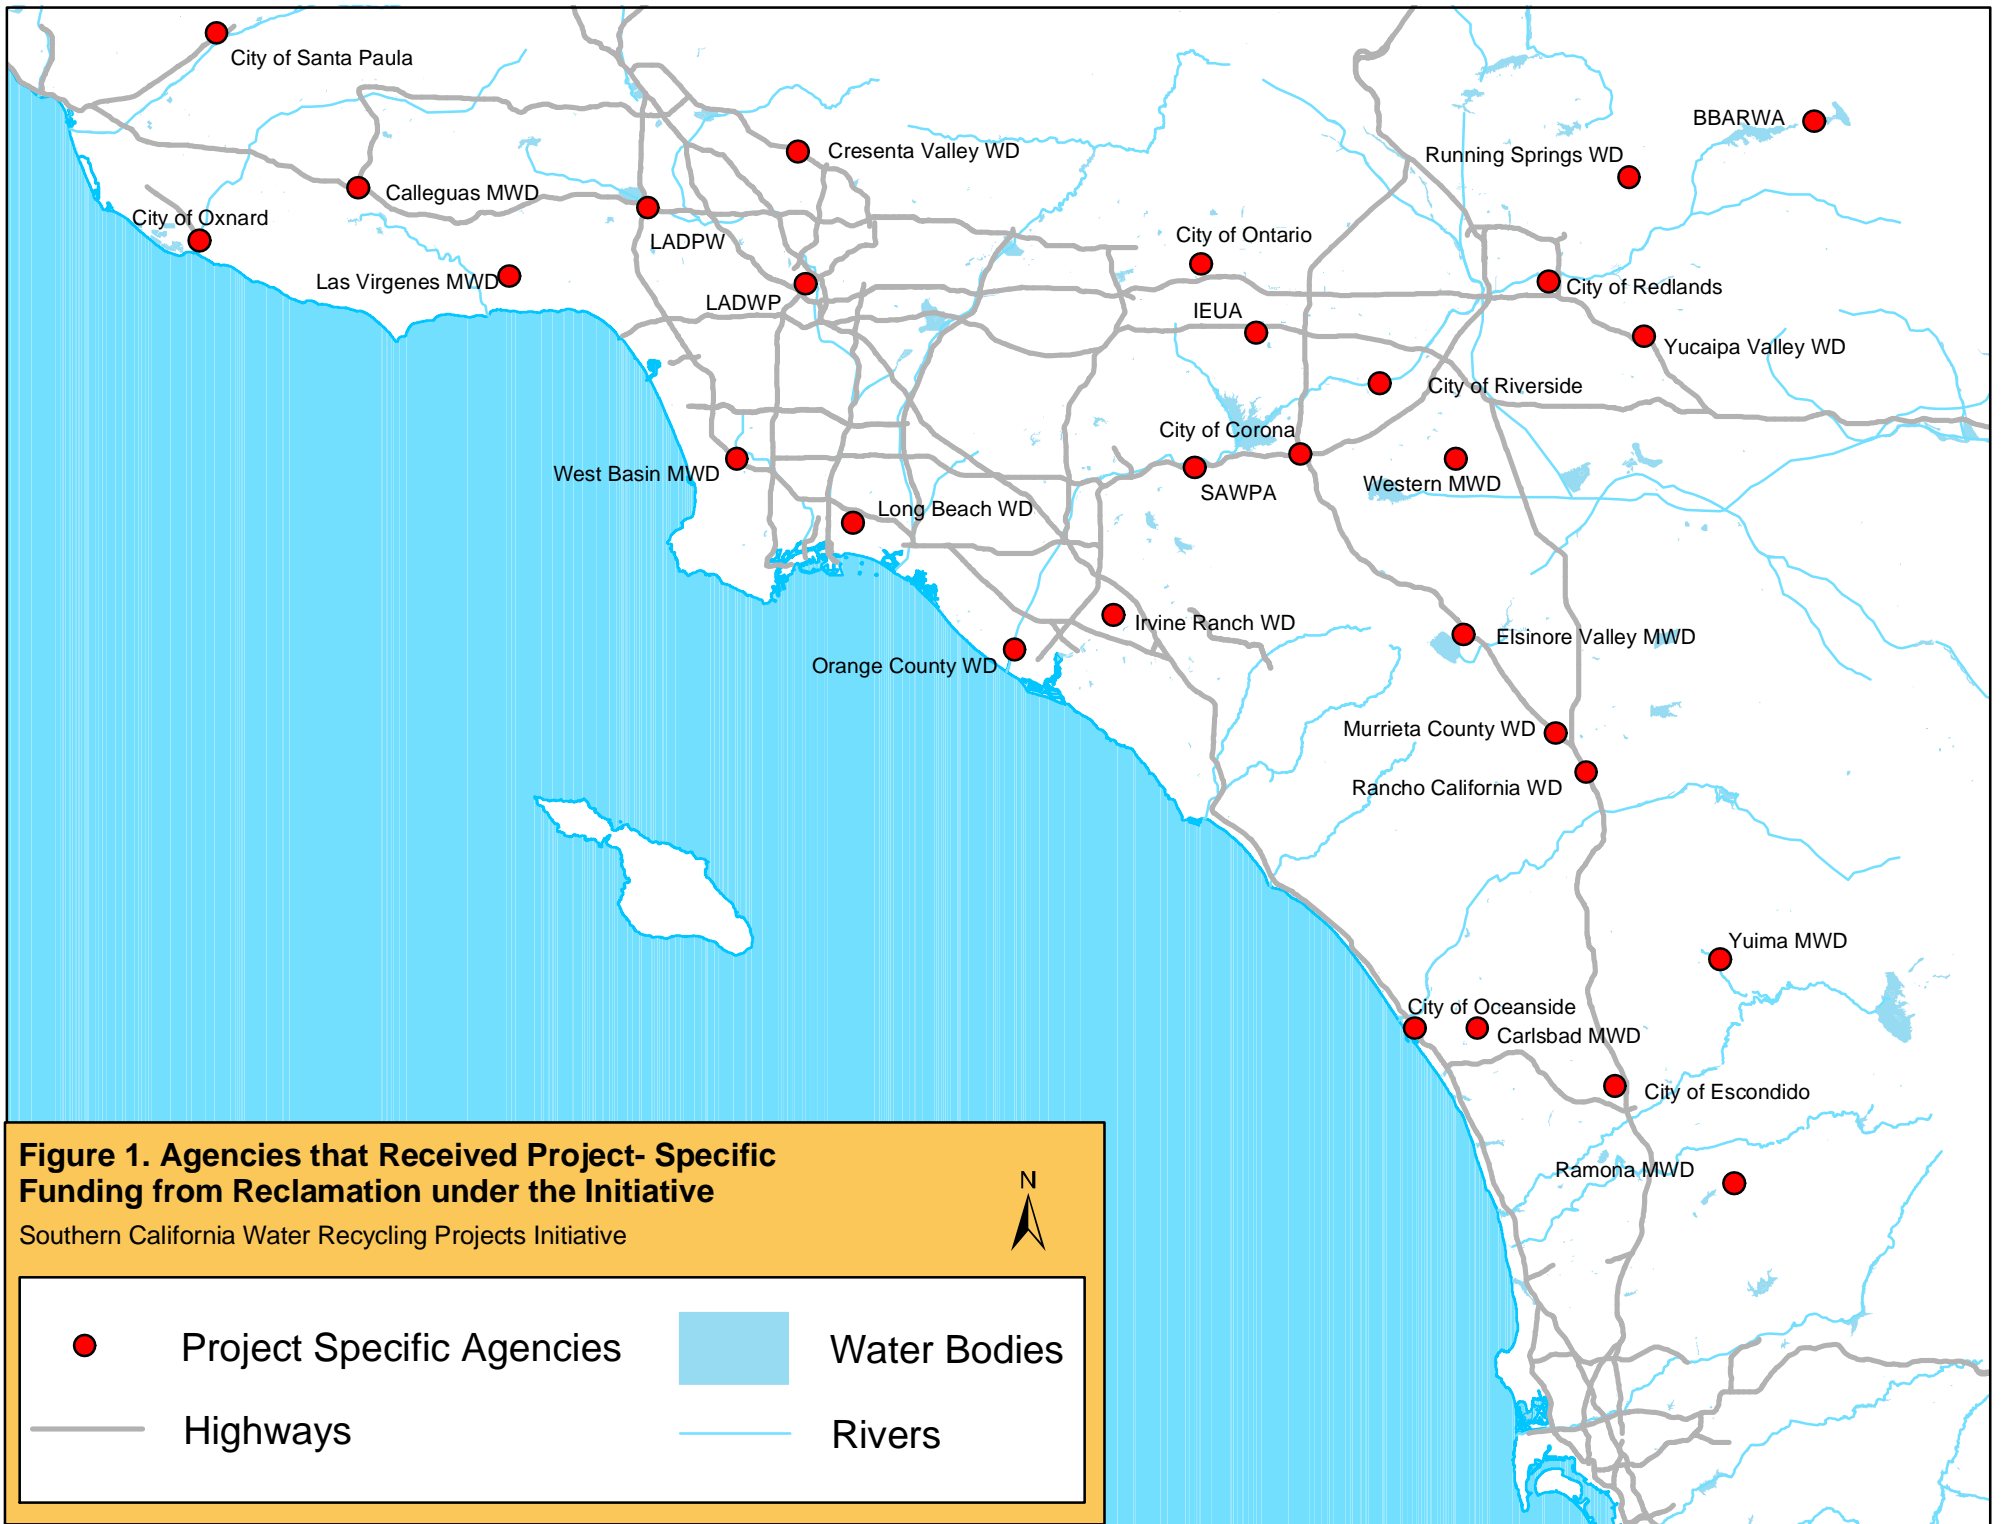 City of Santa Paula
BBARWA
Cresenta Valley WD
Running Springs WD
Calleguas MWD
City of Oxnard
LADPW
City of Ontario
Las Virgenes MWD
City of Redlands
LADWP
IEUA
Yucaipa Valley WD
City of Riverside
City of Corona
West Basin MWD
Western MWD
SAWPA
Long Beach WD
Irvine Ranch WD
Elsinore Valley MWD
Orange County WD
Murrieta County WD
Rancho California WD
Yuima MWD
City of Oceanside
Carlsbad MWD
City of Escondido
Ramona MWD
Figure 1. Agencies that Received Project- Specific
Funding from Reclamation under the Initiative
Southern California Water Recycling Projects Initiative
N
Project Specific Agencies
Water Bodies
Highways
Rivers